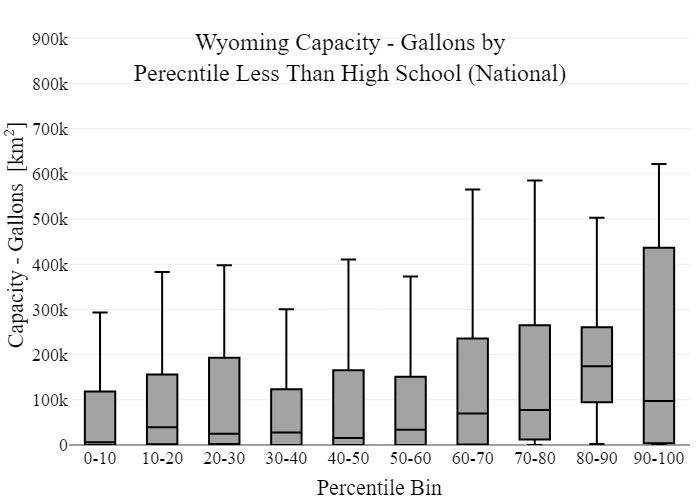 Wyoming Capacity - Gallons by
Perecntile Less Than High School (National)
Capacity - Gallons [km²]
900k
800k
700k
600k
500k
400k
300k
200k
100k
0
0-10 10-20 20-30 30-40 40-50 50-60 60-70 70-80 80-90 90-100
Percentile Bin